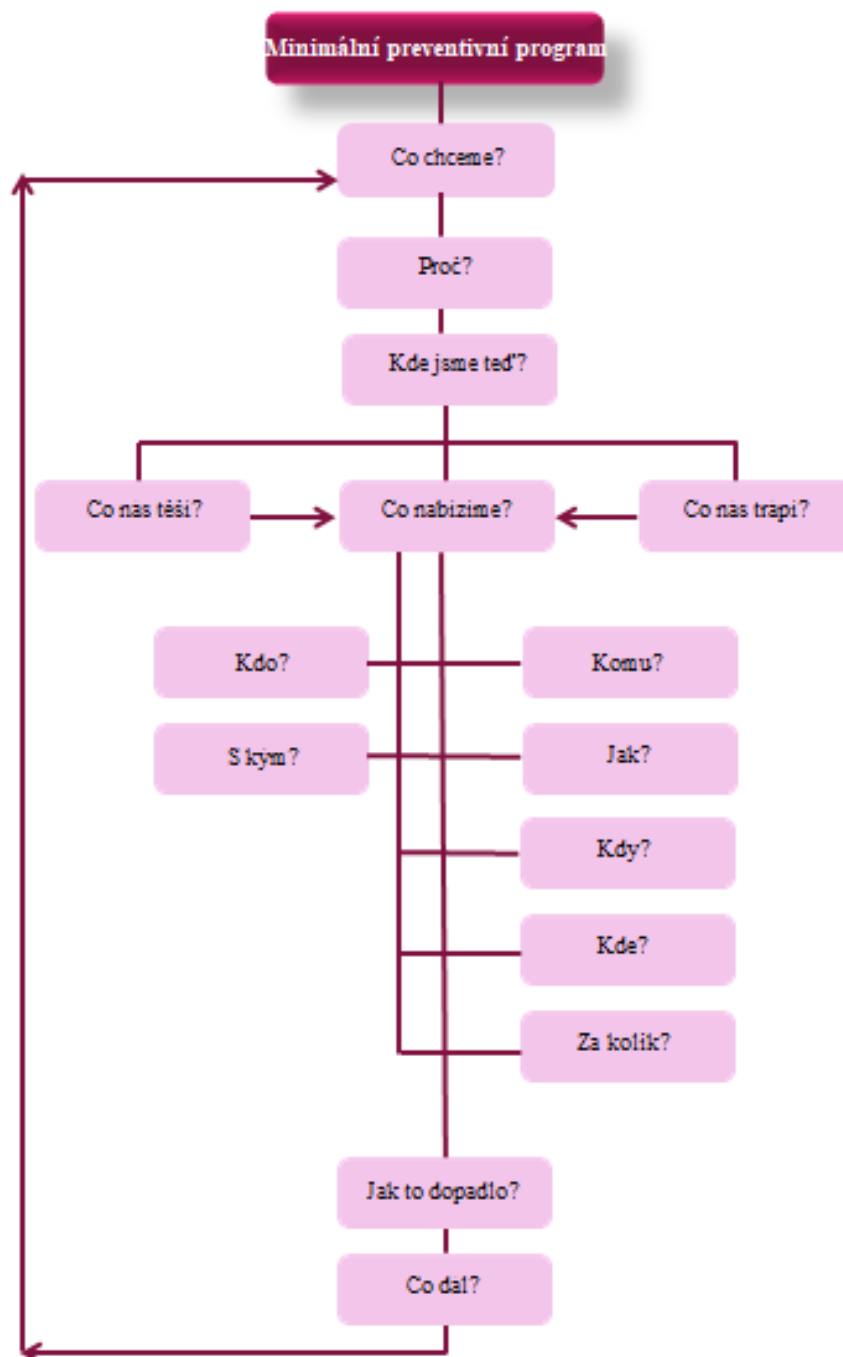 Minimální preventivní program
Co chceme?
Proč?
Kde jsme teď?
Co nás těší?
Co nabízíme?
Co nás trápí?
Kdo?
Komu?
S kým?
Jak?
Kdy?
Kde?
Za kolik?
Jak to dopadlo?
Co dál?